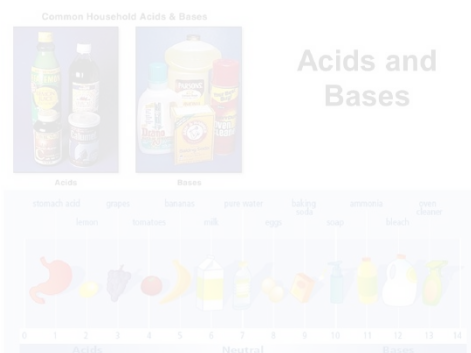 Common Household Acids & Bases
Acids and
Bases
Acids
Bases
stomach acid grapes bananas pure water baking soda ammonia oven cleaner
lemon tomatoes milk eggs soap bleach
0 1 2 3 4 5 6 7 8 9 10 11 12 13 14
Acids Neutral Bases